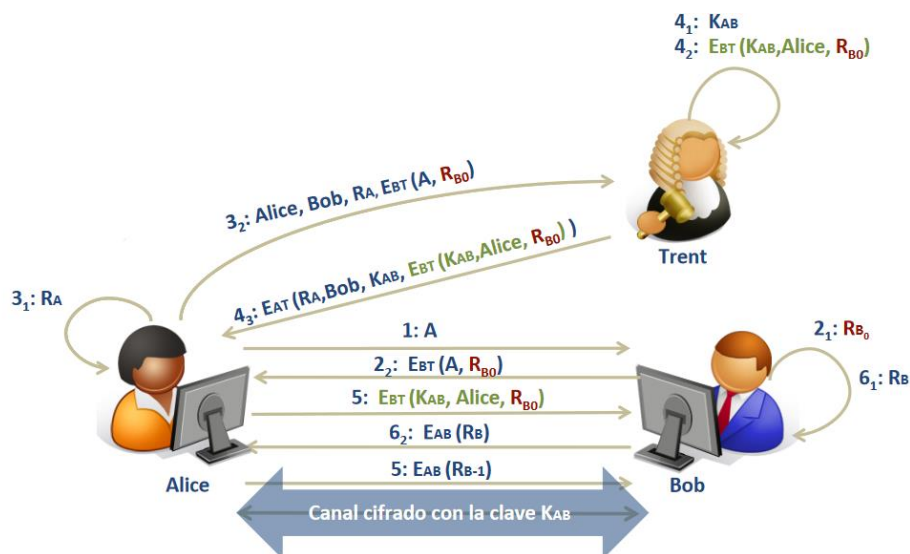 4₁: KAB
4₂: EBT (KAB,Alice, RB0)
3₂: Alice, Bob, RA, EBT (A, RB0)
Trent
4₃: EAT (RA,Bob, KAB, EBT (KAB,Alice, RB0) )
3₁: RA
1: A
2₁: RB0
2₂: EBT (A, RB0)
6₁: RB
5: EBT (KAB, Alice, RB0)
6₂: EAB (RB)
5: EAB (RB-1)
Alice
Bob
Canal cifrado con la clave KAB